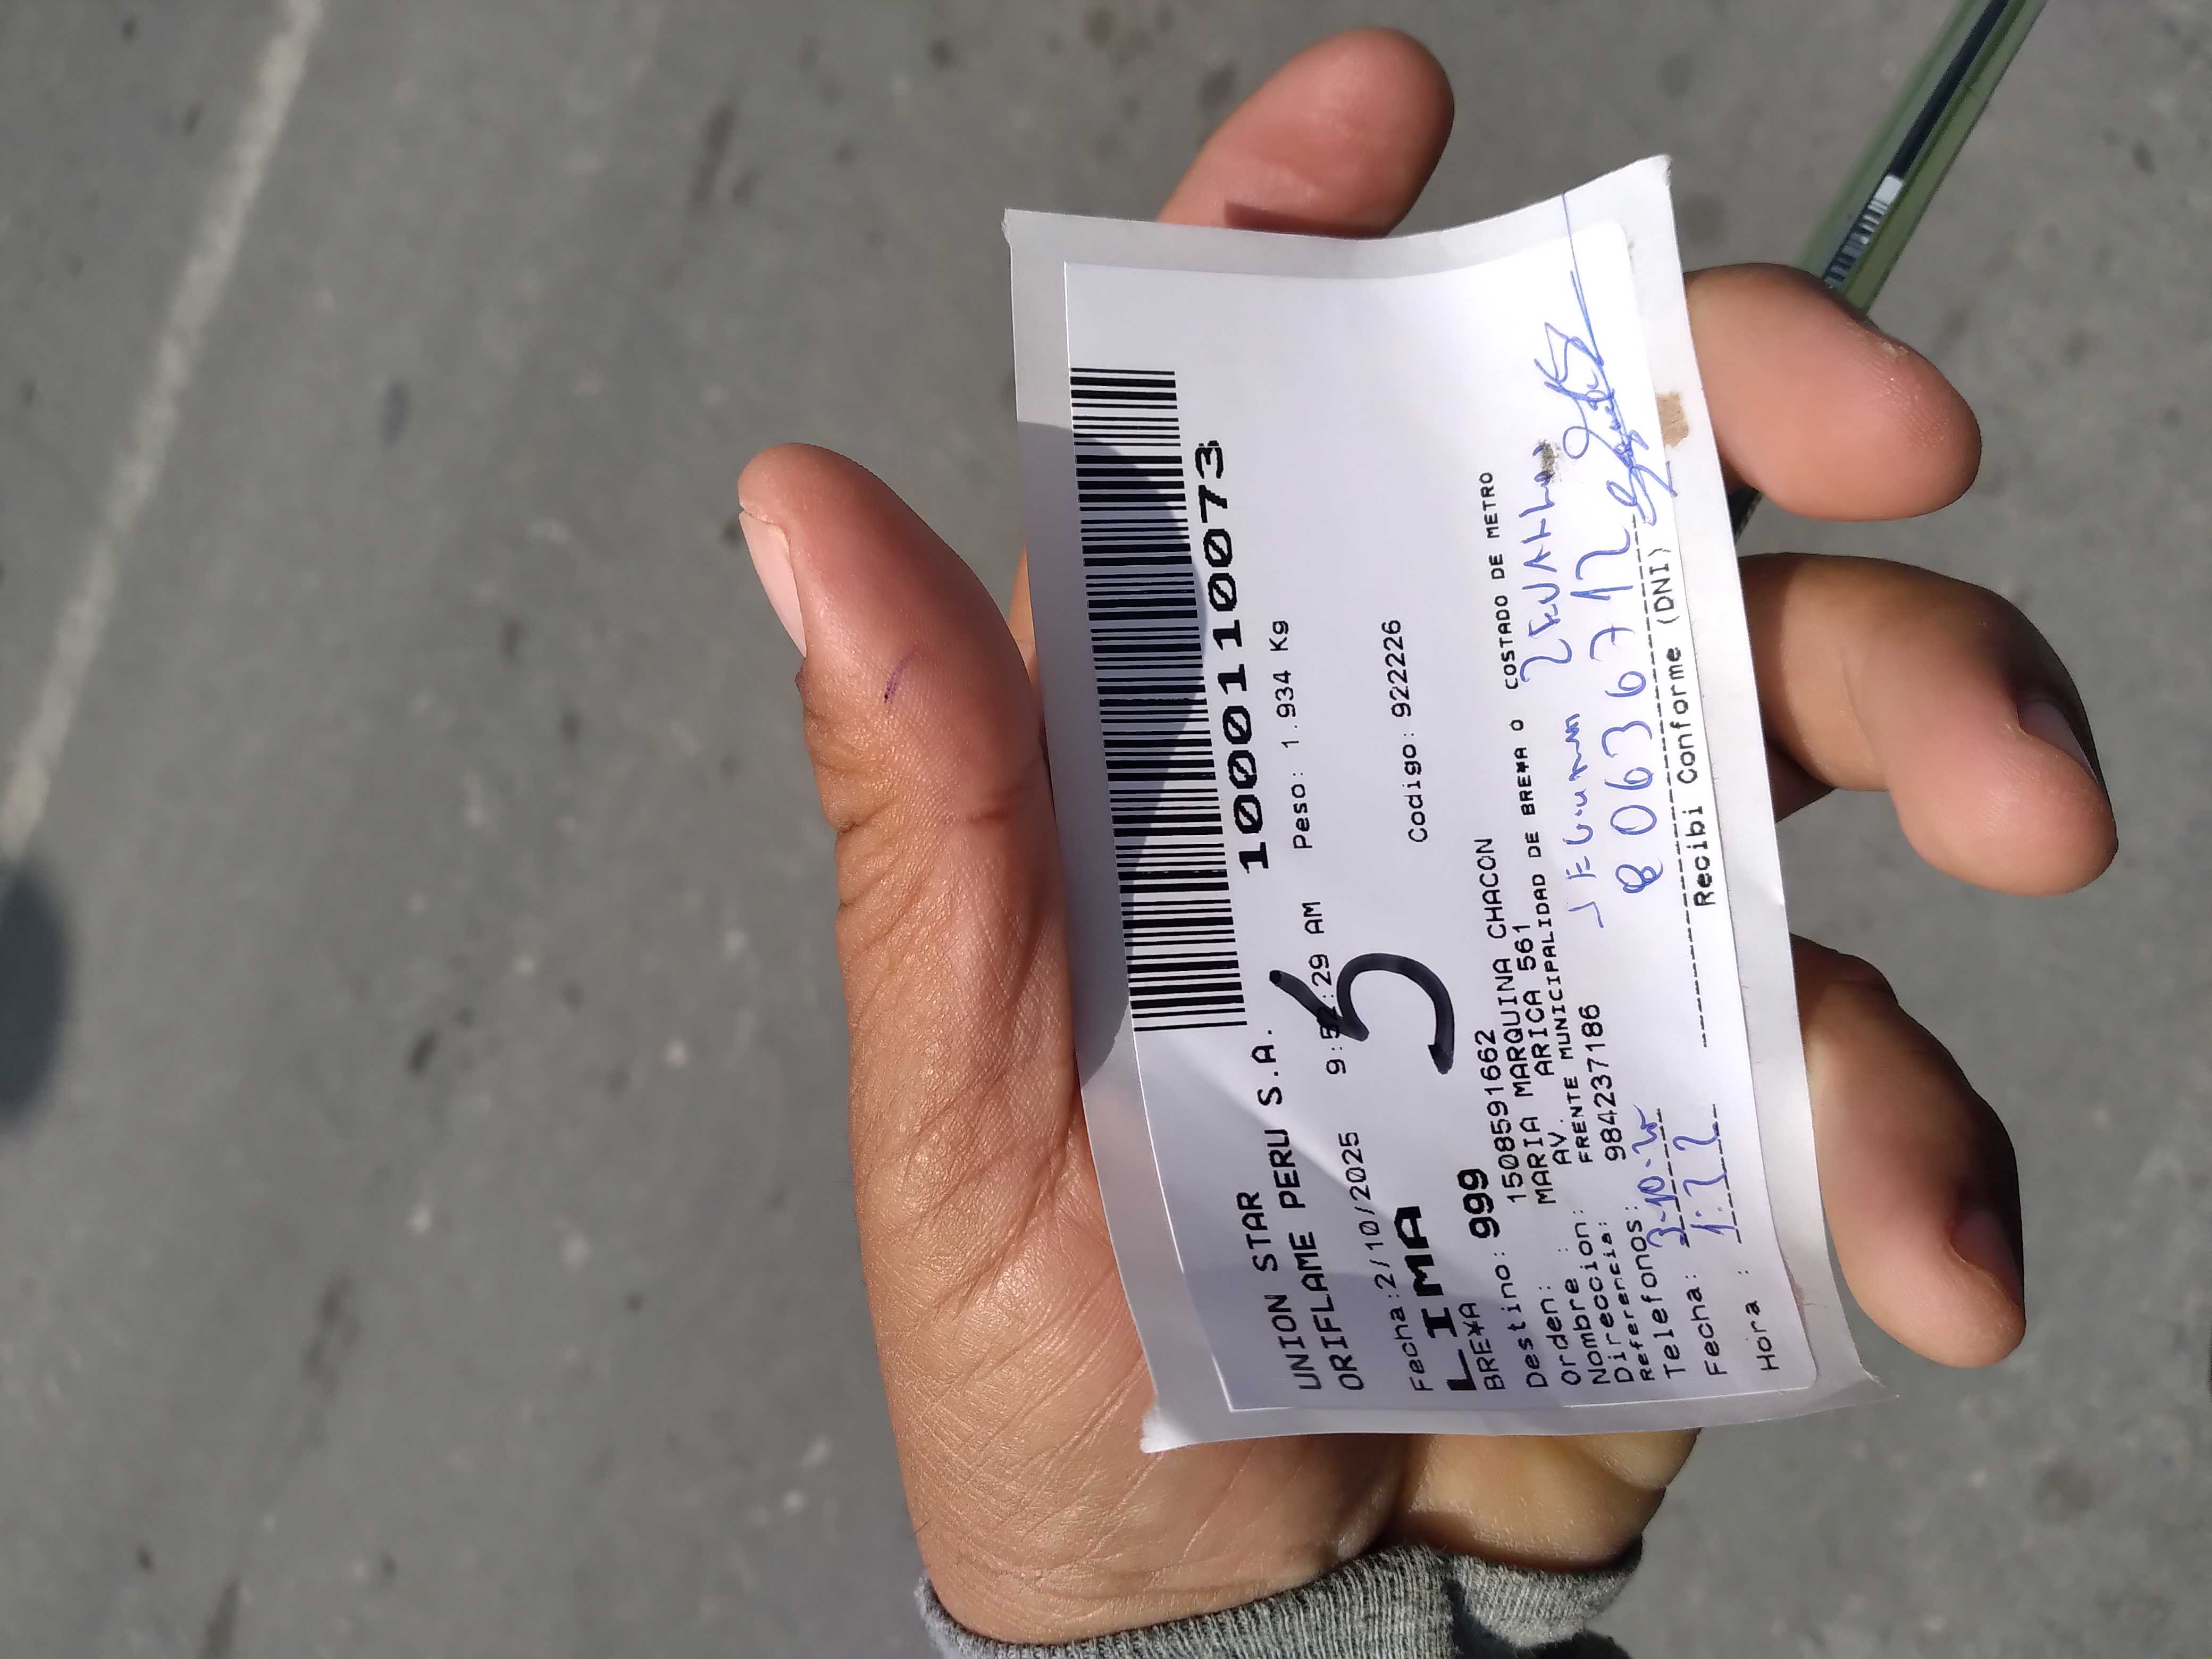 1000110073
UNION STAR
ORIFLAME PERU S.A.
Fecha:2/10/2025 9:5 :29 AM Peso: 1.934 Kg
LIMA 5
BRE¥A 999 Codigo: 922226
Destino:
Orden: 1508591662
Nombre : MARIA MARQUINA CHACON
Direccion: AV. ARICA 561
Referencia: FRENTE MUNICIPALIDAD DE BRE¥A O COSTADO DE METRO
Telefonos: 984237186
Fecha: 3-10-25
80636712
Hora : 1:22
Recibi Conforme (DNI)